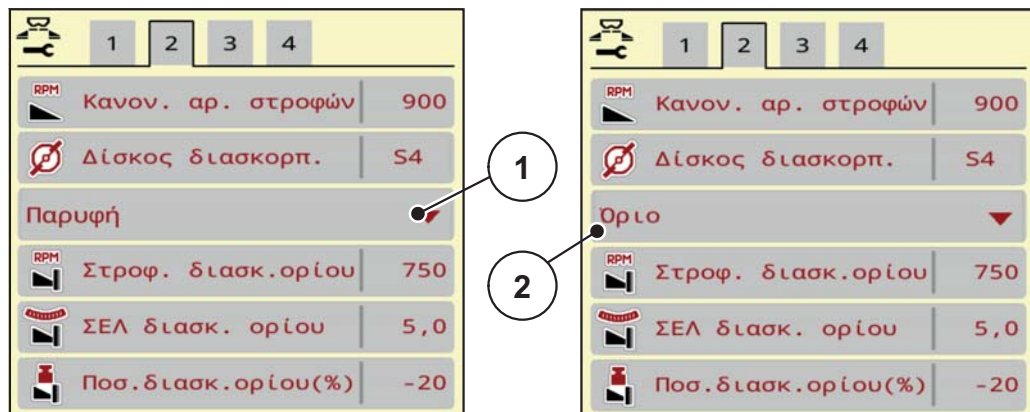 1 2 3 4
RPM Κανον. αρ. στροφών 900
Δίσκος διασκορπ. S4
Παρυφή
RPM Στροφ. διασκ.ορίου 750
ΣΕΛ διασκ. ορίου 5,0
Ποσ.διασκ.ορίου(%) -20
1
2
1 2 3 4
RPM Κανον. αρ. στροφών 900
Δίσκος διασκορπ. S4
Όριο
RPM Στροφ. διασκ.ορίου 750
ΣΕΛ διασκ. ορίου 5,0
Ποσ.διασκ.ορίου(%) -20